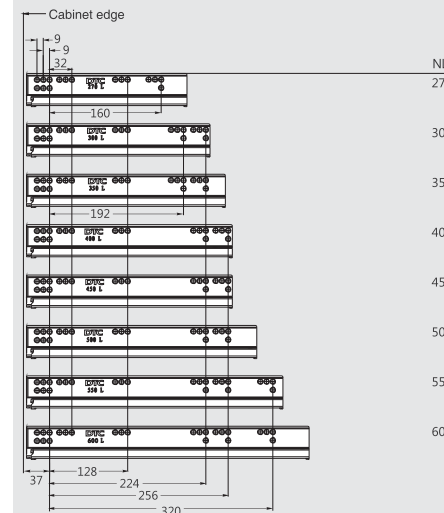 Cabinet edge
9
9
32
NL
27
DTC
270 L
160
DTC
300 L
30
DTC
350 L
35
192
DTC
400 L
40
DTC
450 L
45
DTC
500 L
50
DTC
550 L
55
DTC
600 L
60
128
37
224
256
320